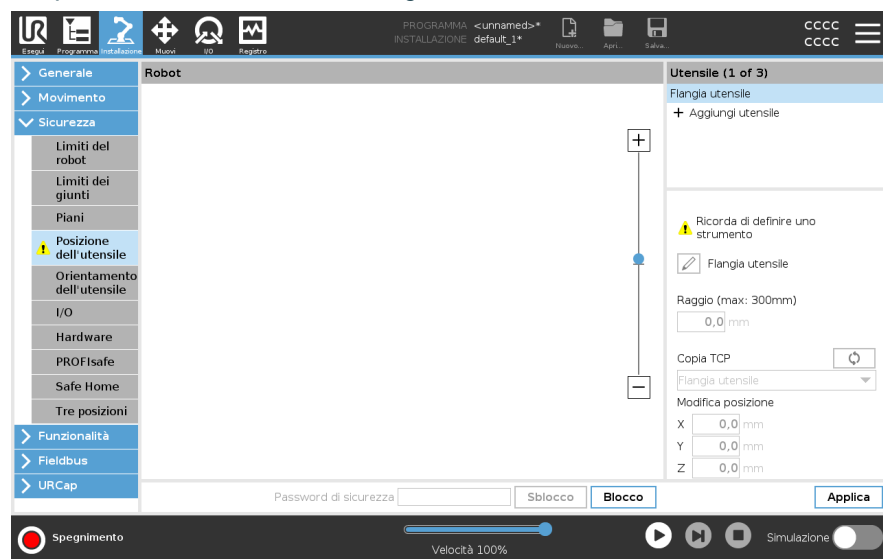 PROGRAMMA <unnamed>*
INSTALLAZIONE default_1*
Esegui Programma Installazione Muovi I/O Registro Nuovo... Apri... Salva...
cccc
cccc
Generale
Movimento
Sicurezza
Limiti del
robot
Limiti dei
giunti
Piani
Posizione
dell'utensile
Orientamento
dell'utensile
I/O
Hardware
PROFIsafe
Safe Home
Tre posizioni
Funzionalità
Fieldbus
URCap
Robot
Utensile (1 of 3)
Flangia utensile
+ Aggiungi utensile
Ricorda di definire uno
strumento
Flangia utensile
Raggio (max: 300mm)
0,0 mm
Copia TCP
Flangia utensile
Modifica posizione
X 0,0 mm
Y 0,0 mm
Z 0,0 mm
Password di sicurezza Sblocco Blocco Applica
Spegnimento Velocità 100% Simulazione